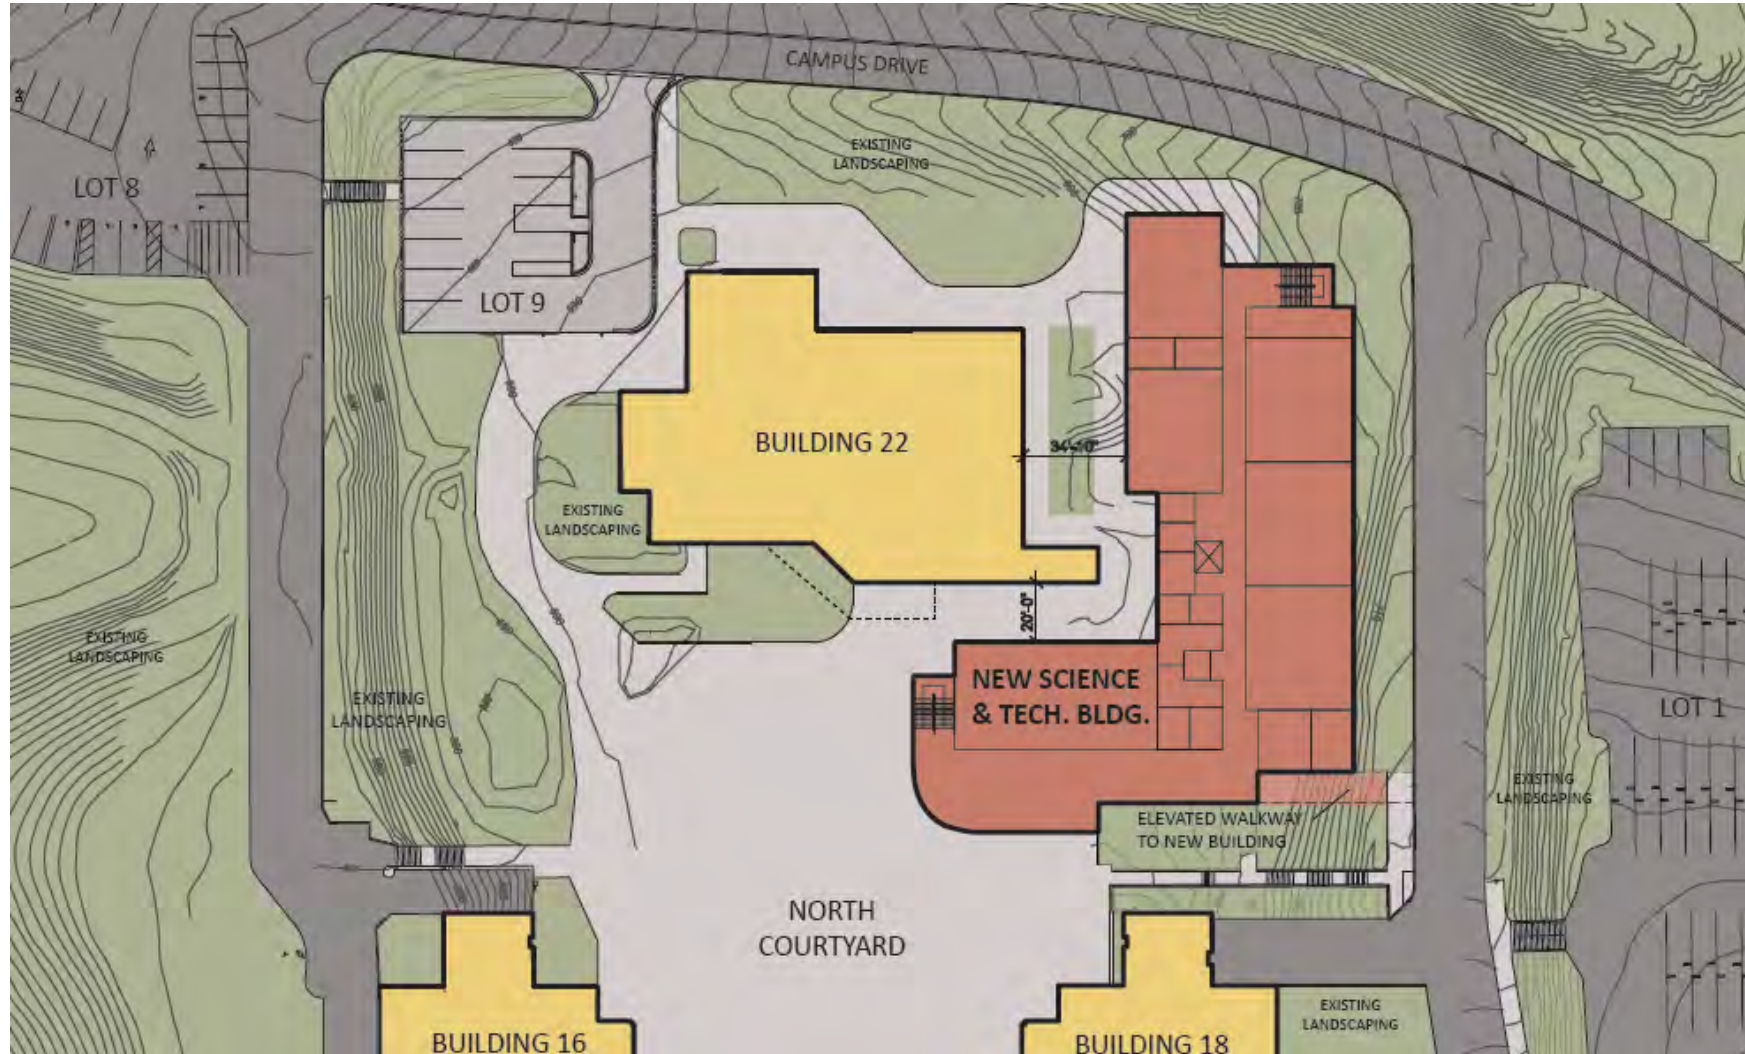 CAMPUS DRIVE
EXISTING
LANDSCAPING
LOT 8
LOT 9
BUILDING 22
34'-10"
EXISTING
LANDSCAPING
20'-0"
EXISTING
LANDSCAPING
NEW SCIENCE
& TECH. BLDG.
EXISTING
LANDSCAPING
LOT 1
EXISTING
LANDSCAPING
ELEVATED WALKWAY
TO NEW BUILDING
NORTH
COURTYARD
EXISTING
LANDSCAPING
BUILDING 16
BUILDING 18